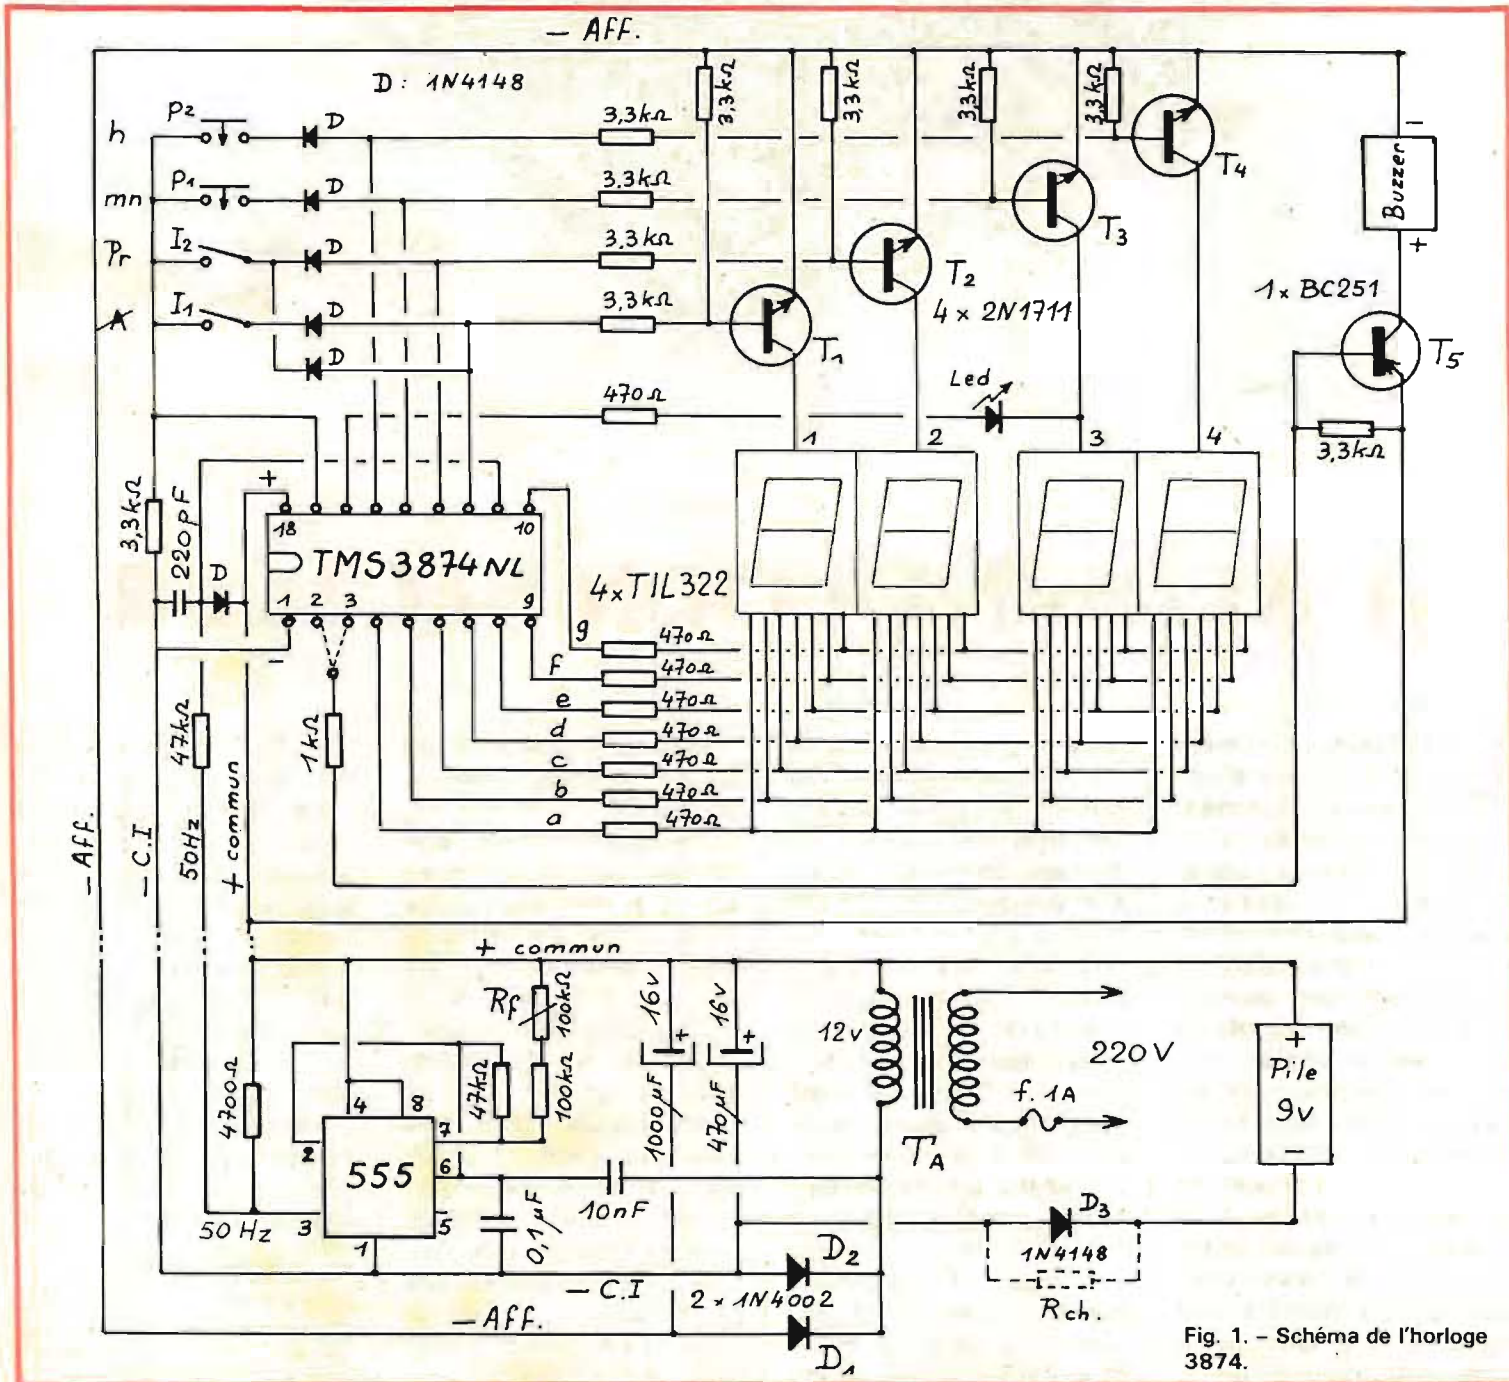 — Aff.
D : 1N4148
h
P2
D
3,3kΩ
mn
P1
D
3,3kΩ
Pr
I2
D
3,3kΩ
A
I1
D
3,3kΩ
D
470Ω
3,3kΩ
3,3kΩ
3,3kΩ
3,3kΩ
T1
T2
T3
T4
4 x 2N1711
Led
−
Buzzer
+
1x BC251
T5
3,3kΩ
1
2
3
4
+
18
10
TMS3874NL
1
2
3
9
−
3,3kΩ
220pF
D
47kΩ
1kΩ
4xTIL322
g
470Ω
f
470Ω
e
470Ω
d
470Ω
c
470Ω
b
470Ω
a
470Ω
— Aff.
— C.I
50Hz
+ commun
+ commun
Rf
100kΩ
16v
16v
+
+
12v
220V
+
Pile
9v
−
f. 1A
TA
4700Ω
47kΩ
100kΩ
1000µF
470µF
4
8
7
2
555
6
3
5
1
50 Hz
0,1µF
10nF
D3
1N4148
Rch.
D2
— C.I
2 x 1N4002
— Aff.
D1
Fig. 1. – Schéma de l'horloge
3874.